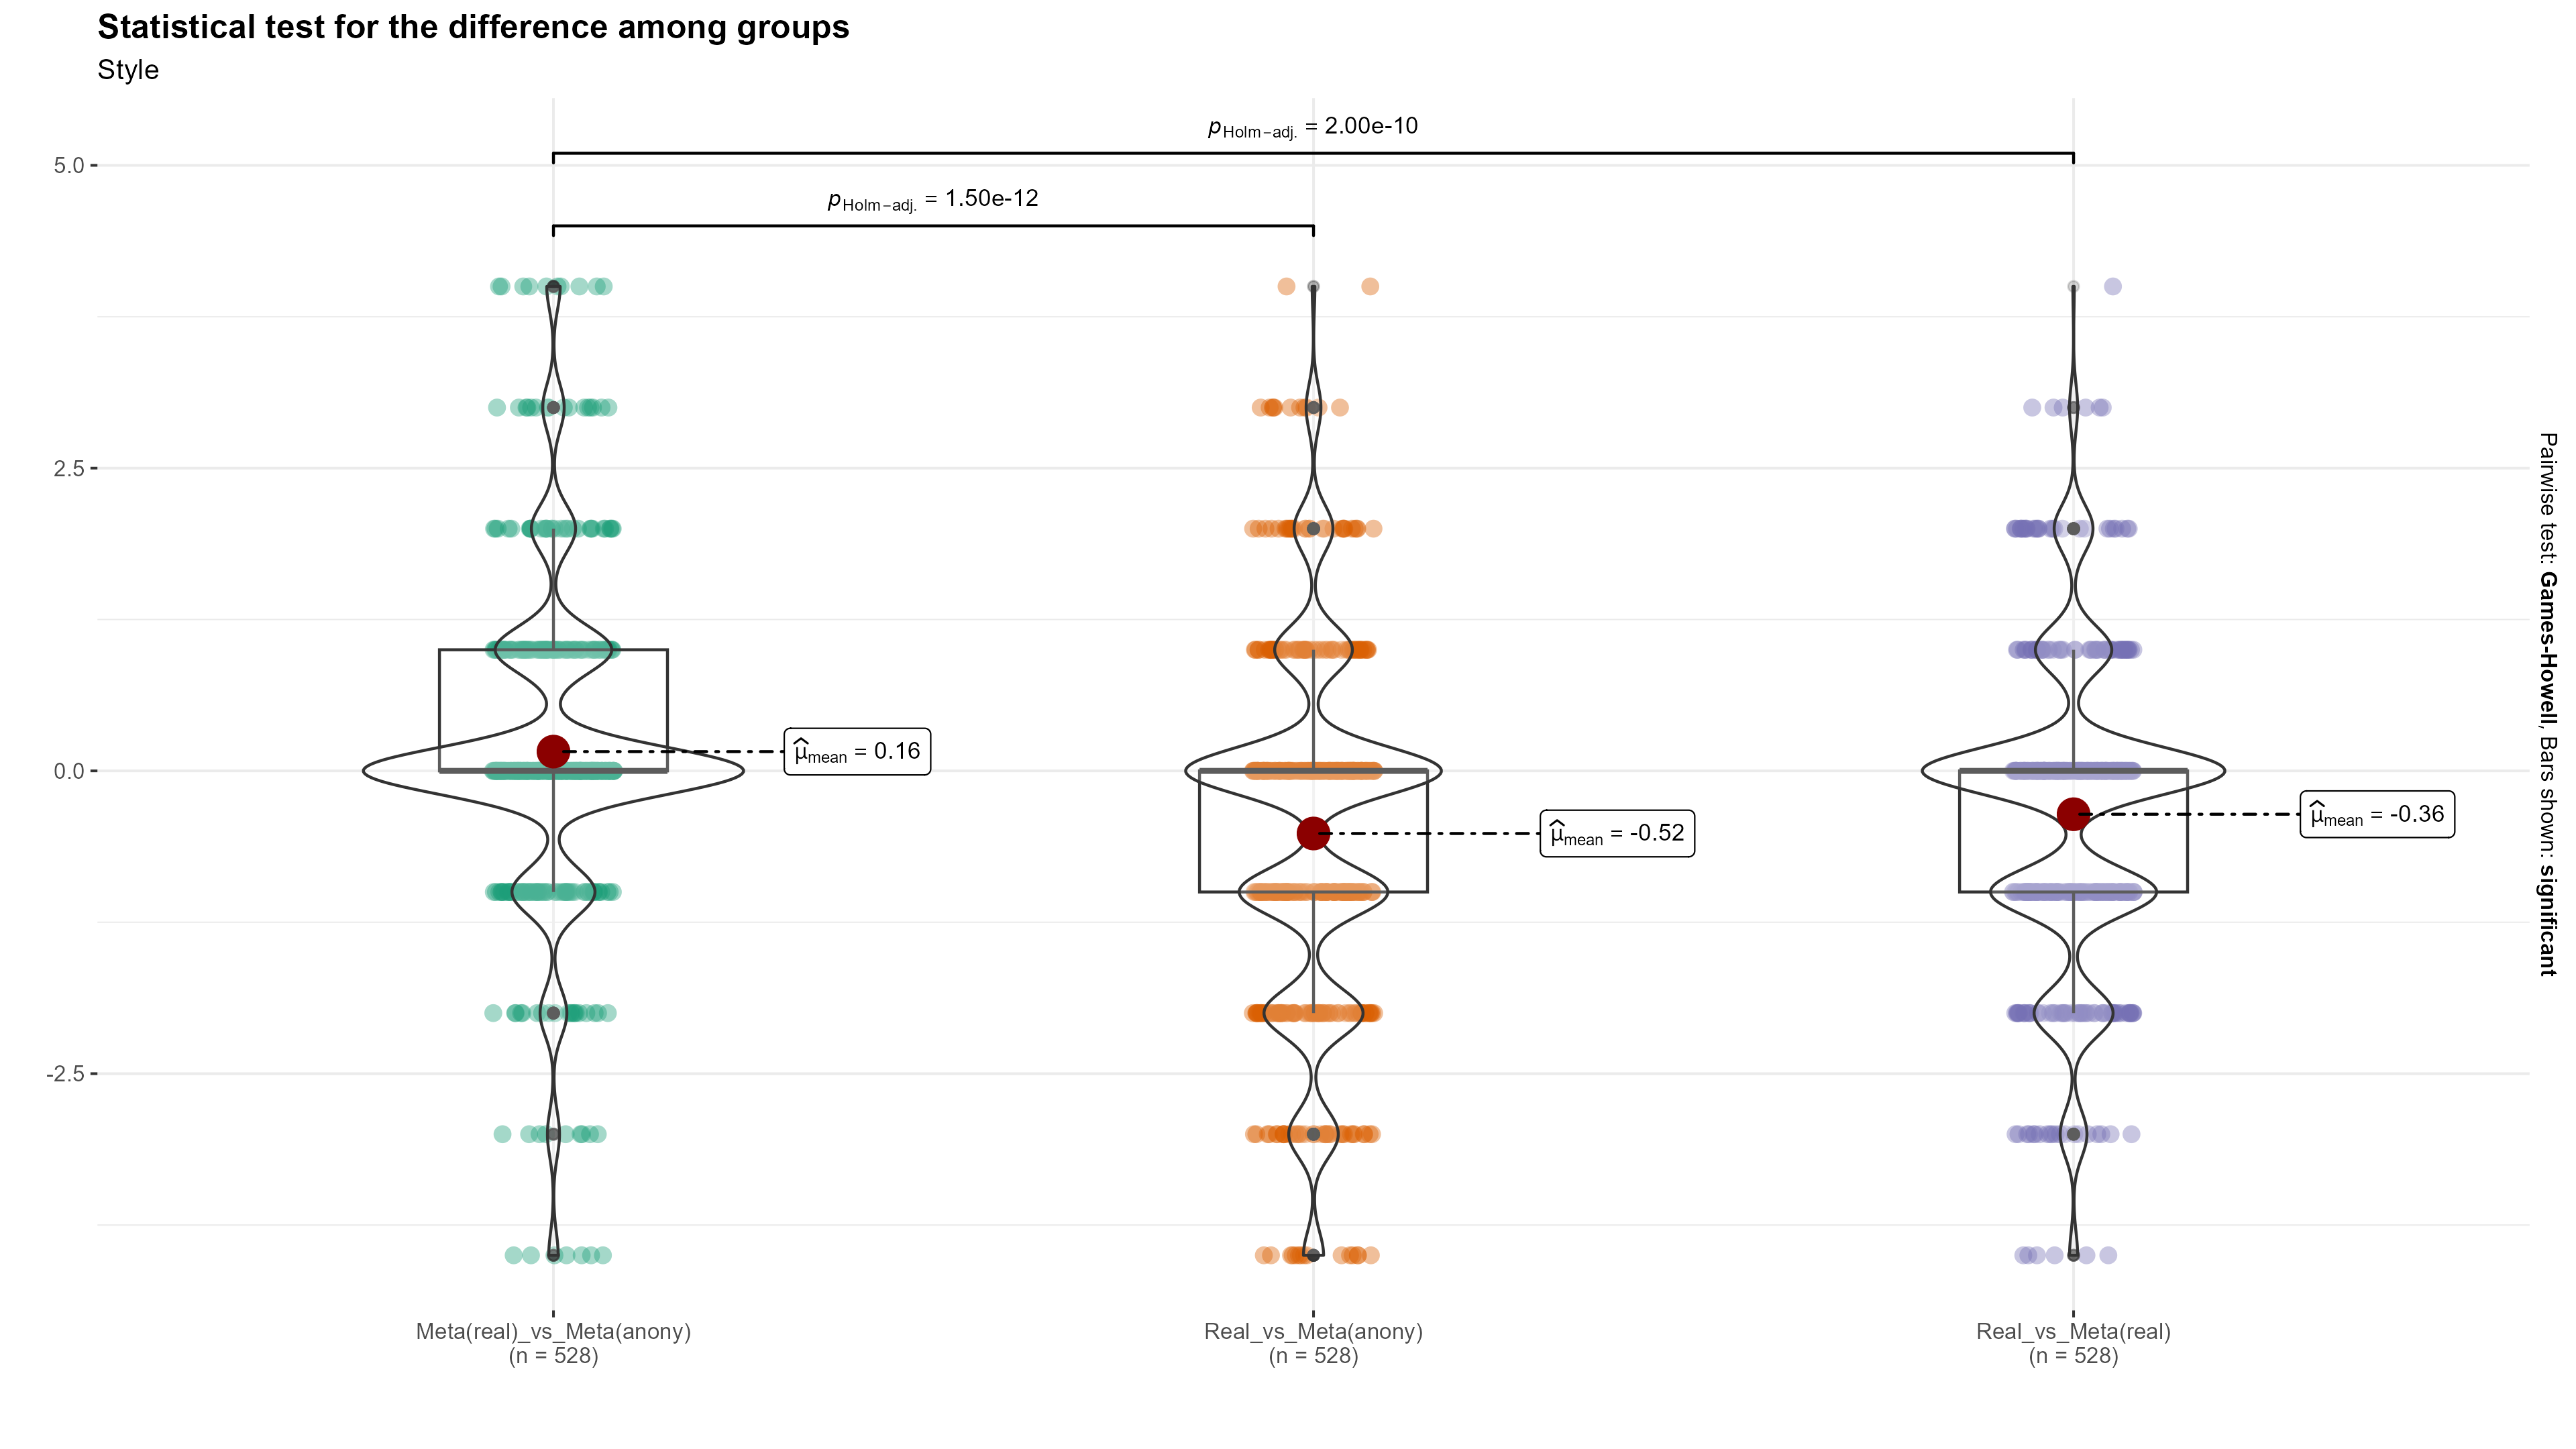 Statistical test for the difference among groups
Style
pHolm−adj. = 2.00e-10
5.0
pHolm−adj. = 1.50e-12
2.5
μ̂mean = 0.16
0.0
μ̂mean = -0.52
μ̂mean = -0.36
-2.5
Pairwise test: Games-Howell, Bars shown: significant
Meta(real)_vs_Meta(anony)
(n = 528)
Real_vs_Meta(anony)
(n = 528)
Real_vs_Meta(real)
(n = 528)